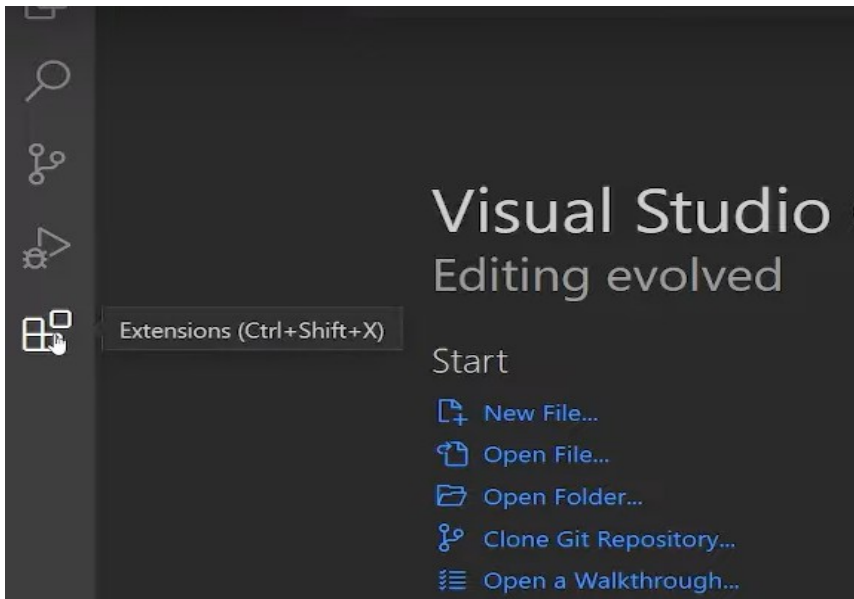 Visual Studio
Editing evolved
Extensions (Ctrl+Shift+X)
Start
New File...
Open File...
Open Folder...
Clone Git Repository...
Open a Walkthrough...